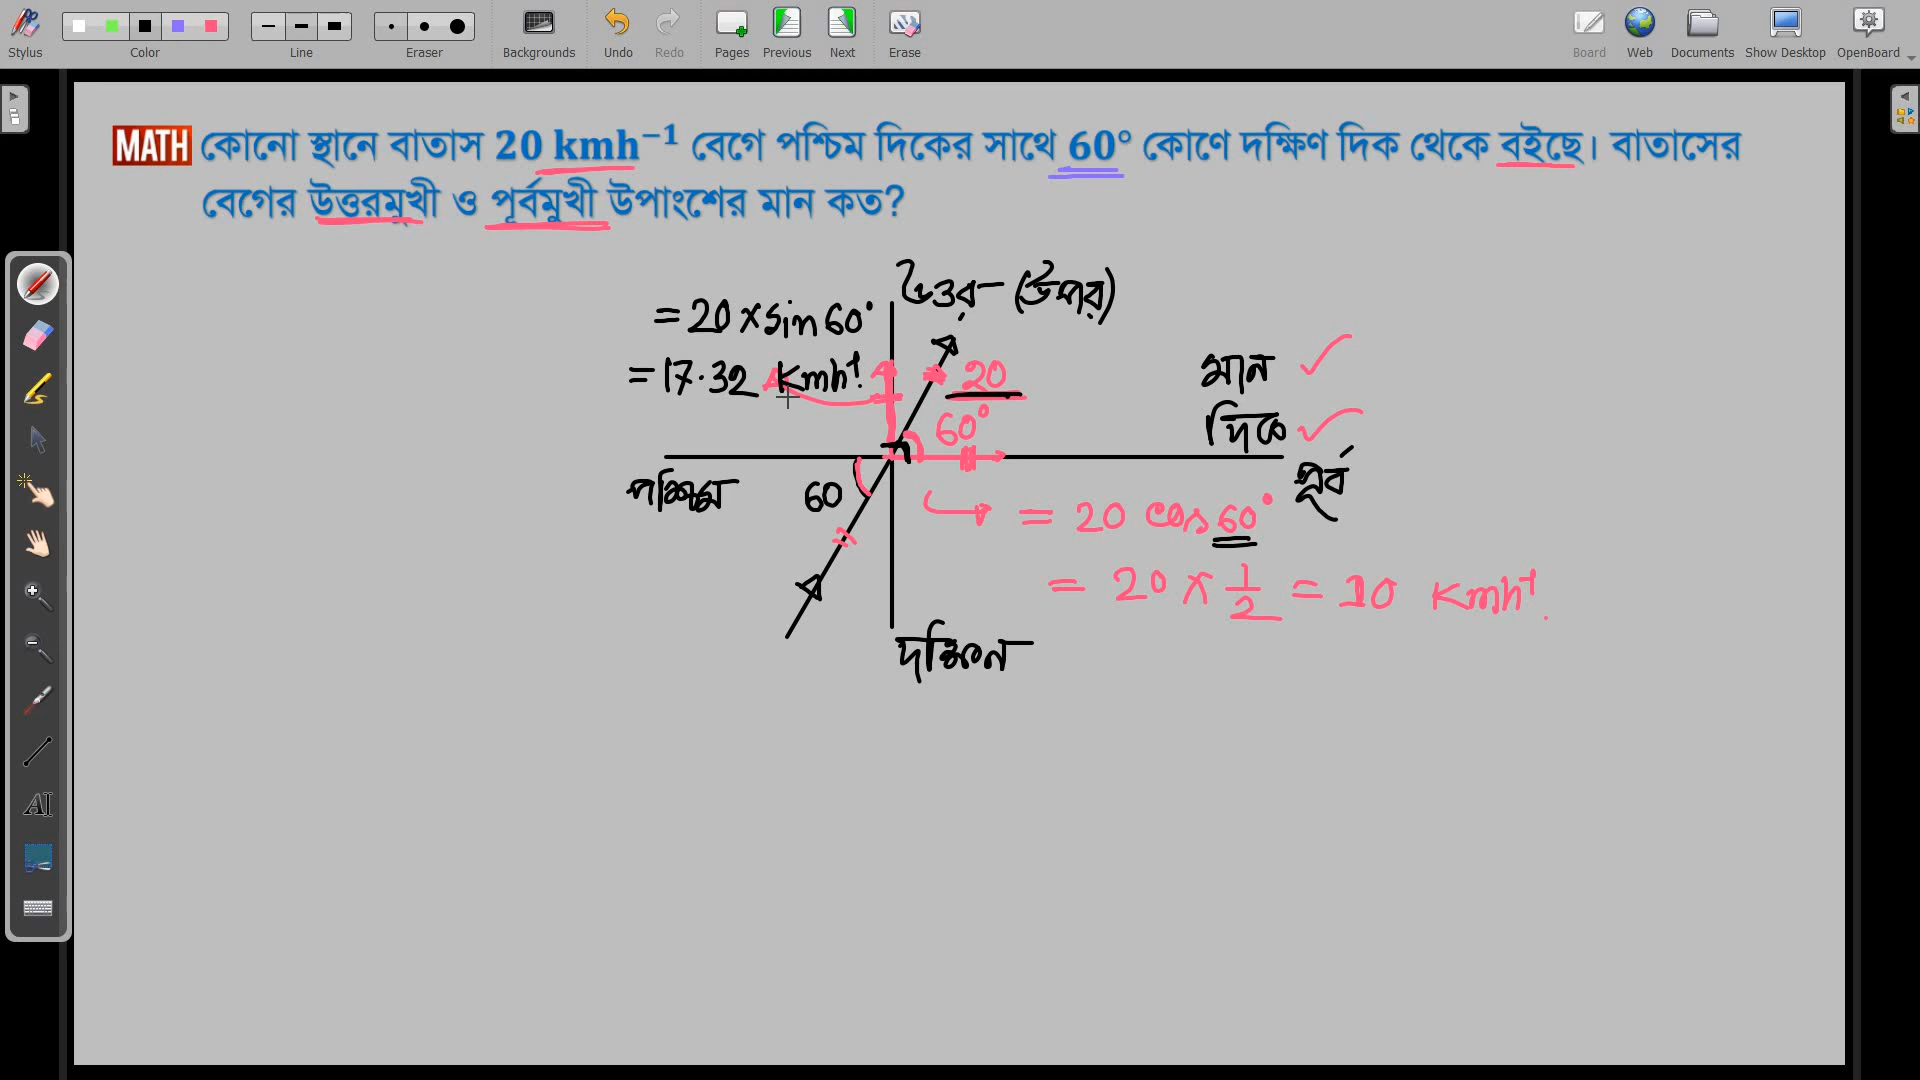 Stylus Color Line Eraser Backgrounds Undo Redo Pages Previous Next Erase Board Web Documents Show Desktop OpenBoard
MATH কোনো স্থানে বাতাস 20 kmh⁻¹ বেগে পশ্চিম দিকের সাথে 60° কোণে দক্ষিণ দিক থেকে বইছে। বাতাসের
বেগের উত্তরমুখী ও পূর্বমুখী উপাংশের মান কত?
উত্তর (উপর)
= 20 × sin 60°
= 17.32 Kmh⁻¹.
20
60°
মান
দিক
পশ্চিম
60
পূর্ব
= 20 cos 60°
= 20 × 1/2 = 10 Kmh⁻¹.
দক্ষিণ
AI